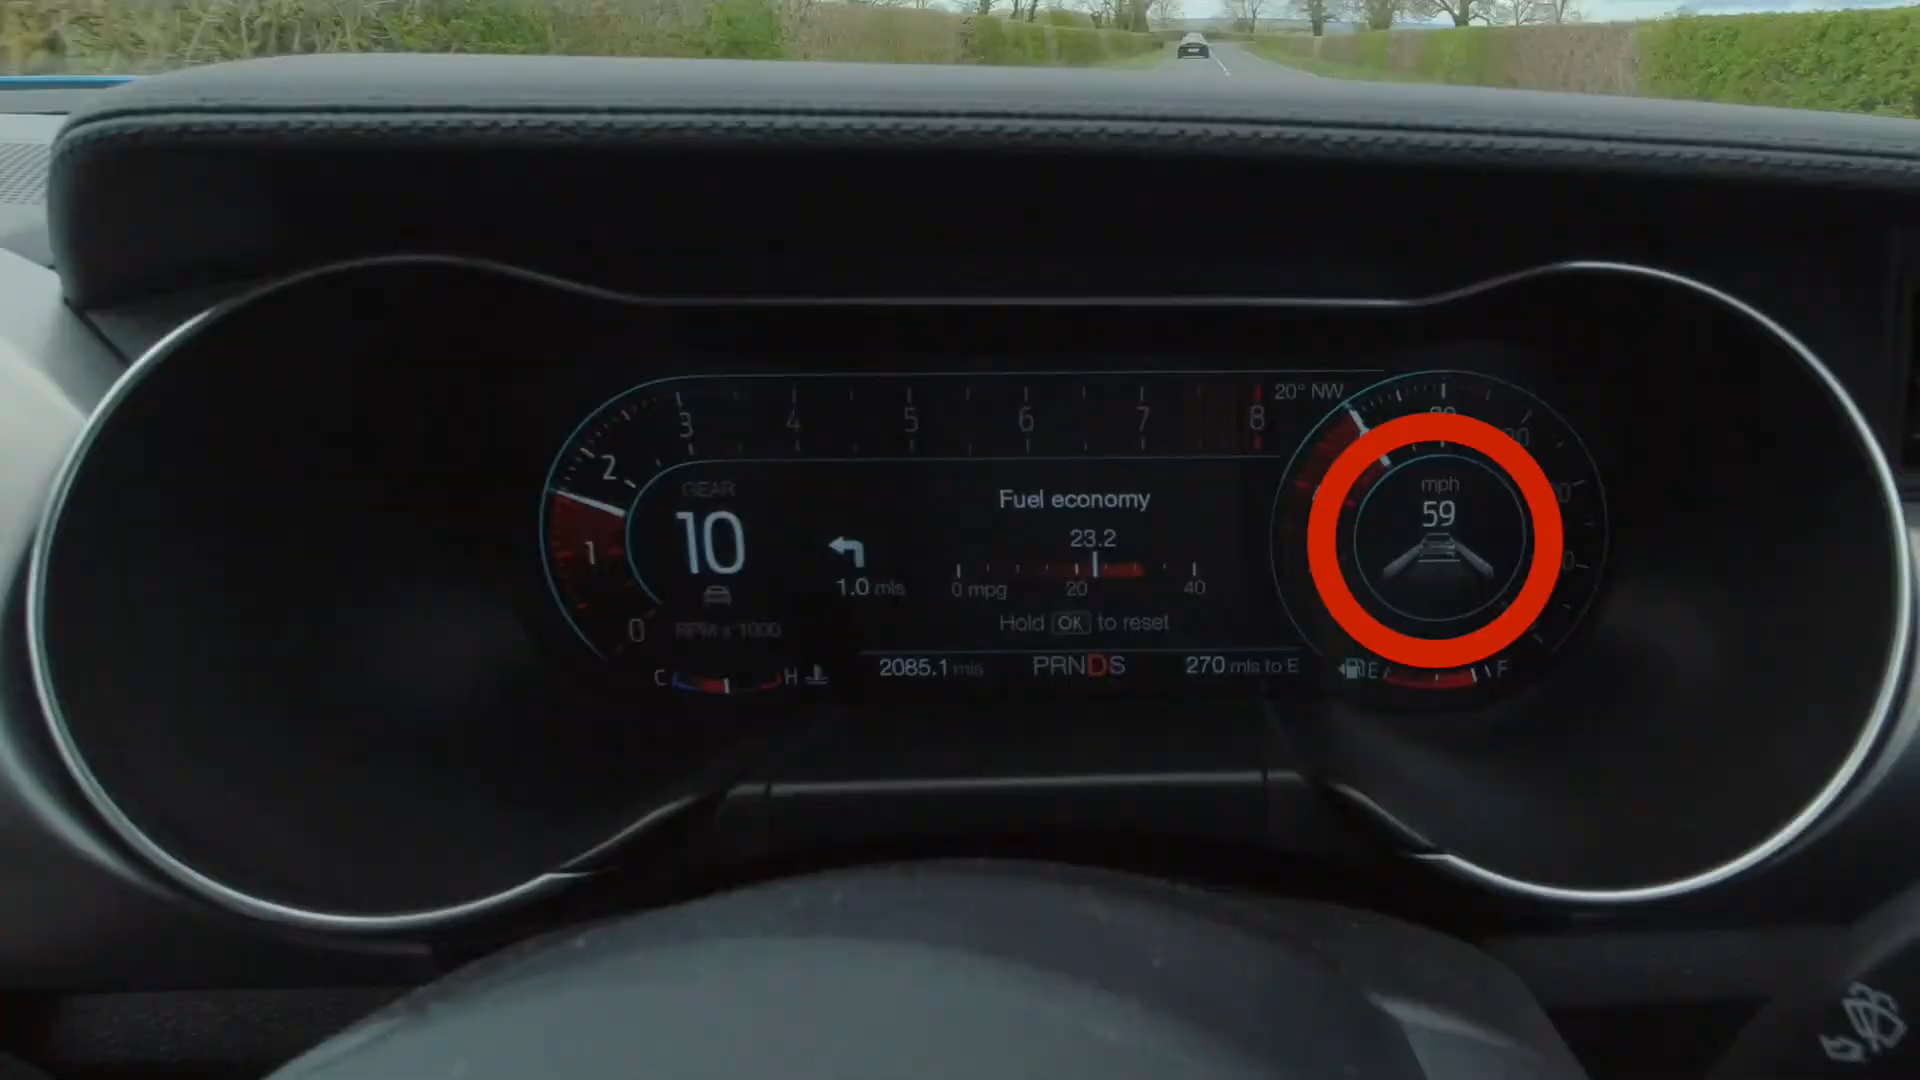 3 4 5 6 7 8
20° NW
80
2
GEAR
10
1
0
RPM x 1000
1.0 mls
Fuel economy
23.2
0 mpg 20 40
Hold OK to reset
mph
59
C H
2085.1 mls PRNDS 270 mls to E
E F